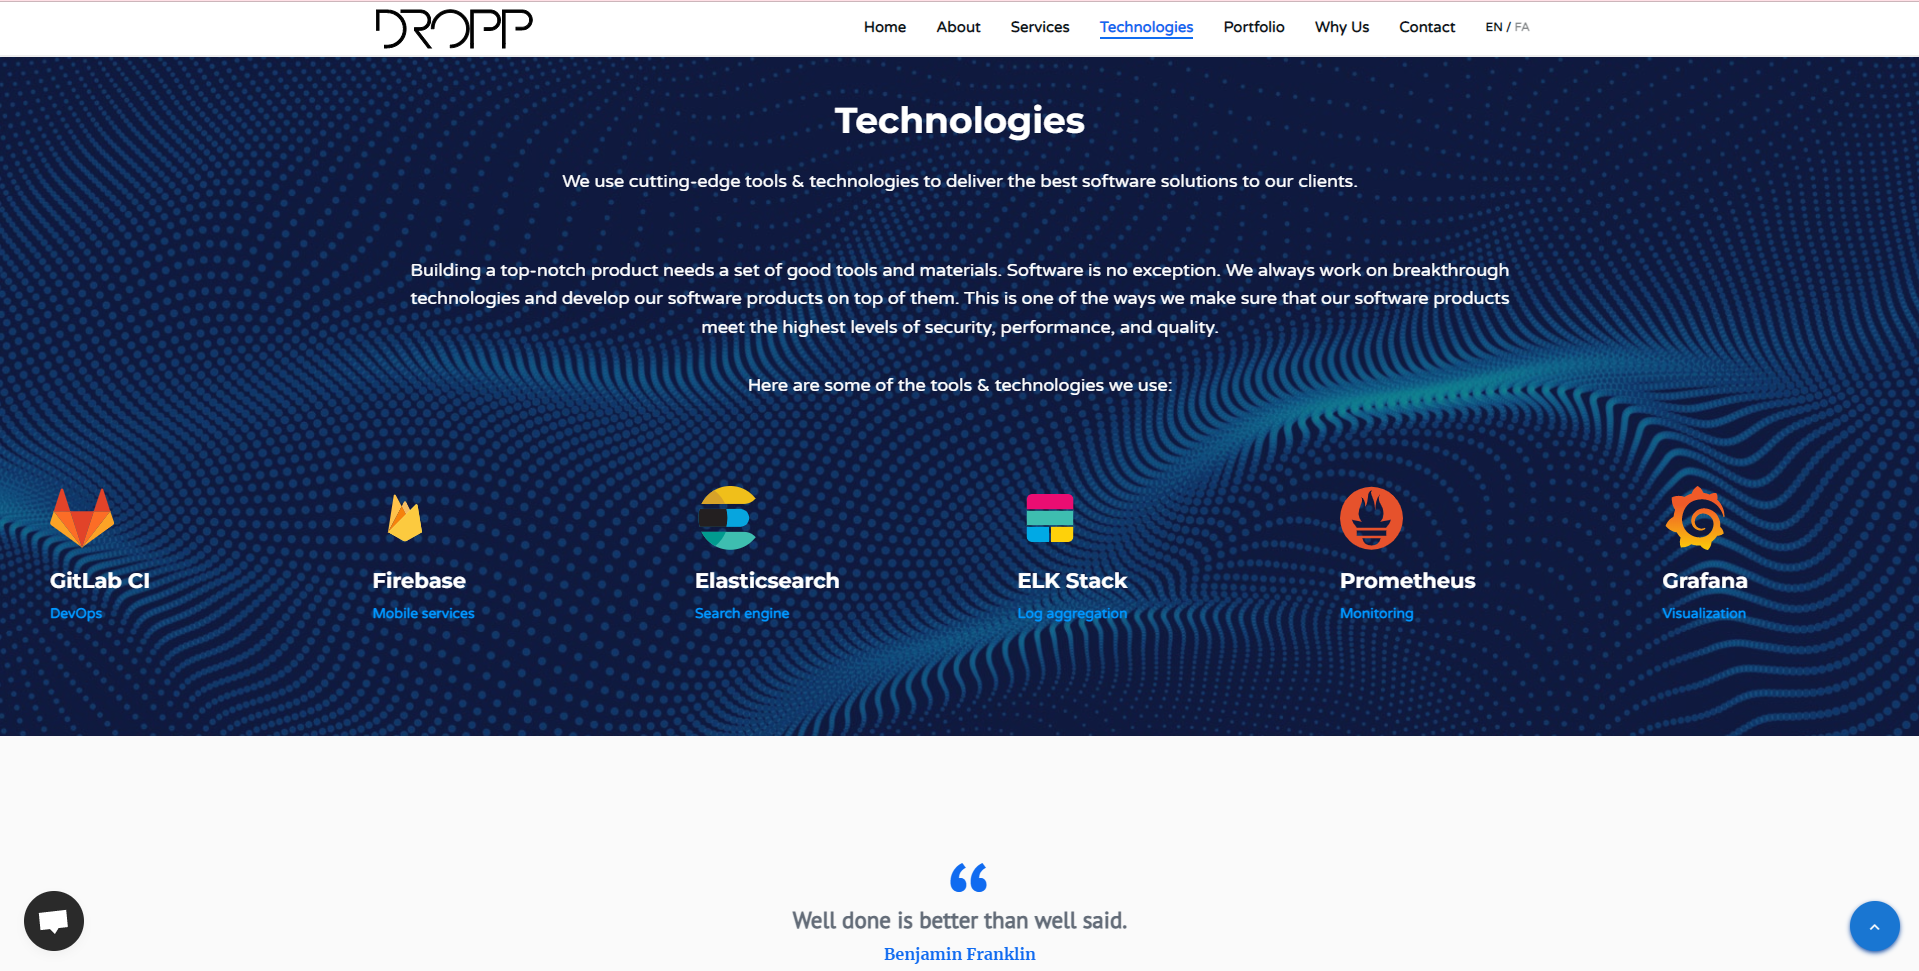 DROPP
Home About Services Technologies Portfolio Why Us Contact EN / FA
Technologies
We use cutting-edge tools & technologies to deliver the best software solutions to our clients.
Building a top-notch product needs a set of good tools and materials. Software is no exception. We always work on breakthrough
technologies and develop our software products on top of them. This is one of the ways we make sure that our software products
meet the highest levels of security, performance, and quality.
Here are some of the tools & technologies we use:
GitLab CI
DevOps
Firebase
Mobile services
Elasticsearch
Search engine
ELK Stack
Log aggregation
Prometheus
Monitoring
Grafana
Visualization
“
Well done is better than well said.
Benjamin Franklin